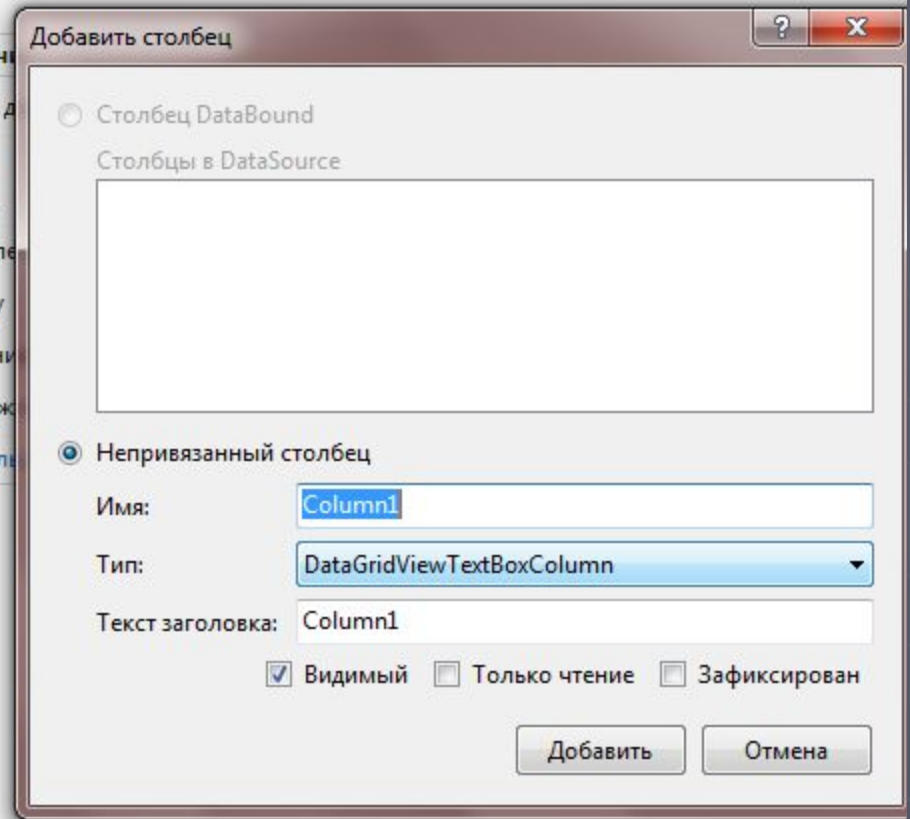 Добавить столбец
Столбец DataBound
Столбцы в DataSource
Непривязанный столбец
Имя: Column1
Тип: DataGridViewTextBoxColumn
Текст заголовка: Column1
Видимый Только чтение Зафиксирован
Добавить Отмена